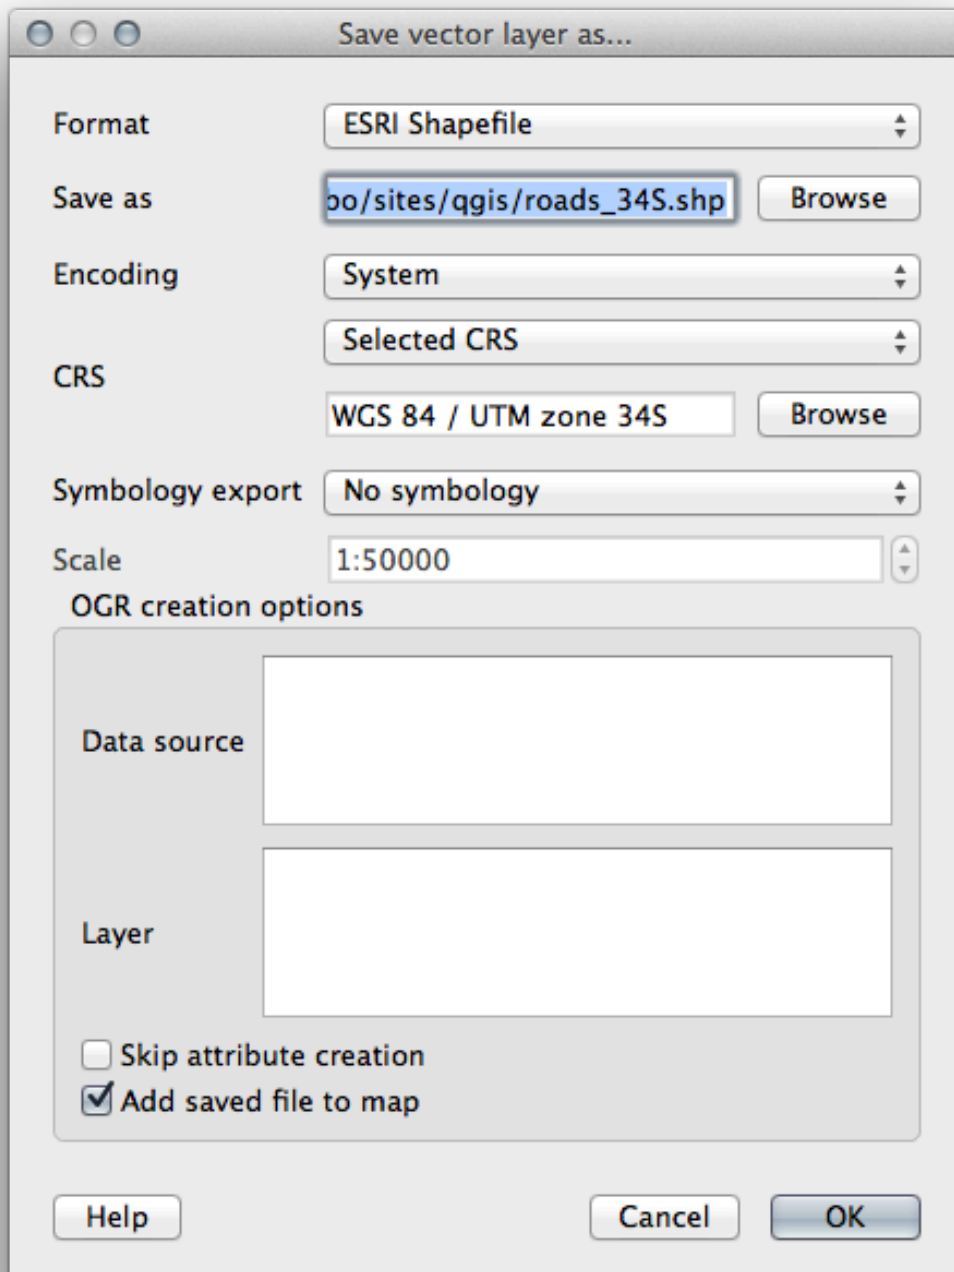 Save vector layer as...
Format ESRI Shapefile
Save as bo/sites/qgis/roads_34S.shp Browse
Encoding System
Selected CRS
CRS
WGS 84 / UTM zone 34S Browse
Symbology export No symbology
Scale 1:50000
OGR creation options
Data source
Layer
Skip attribute creation
Add saved file to map
Help Cancel OK